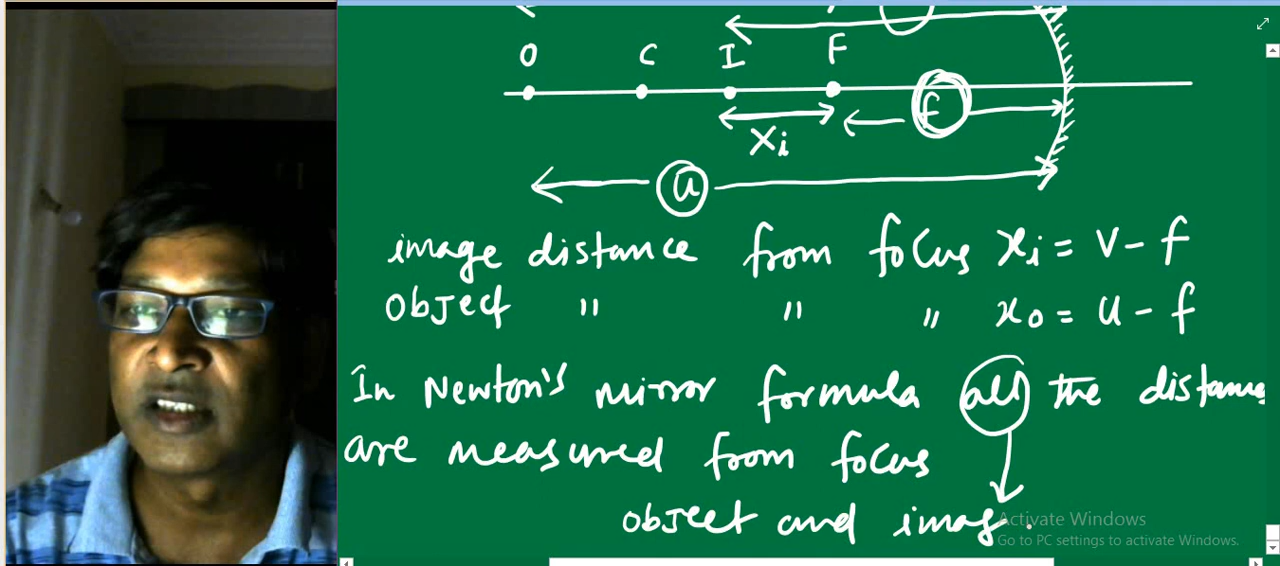 O C I F
xi f
u
image distance from focus xi = v - f
object " " " xo = u - f
In Newton's mirror formula all the distance
are measured from focus
object and imag.
Activate Windows
Go to PC settings to activate Windows.